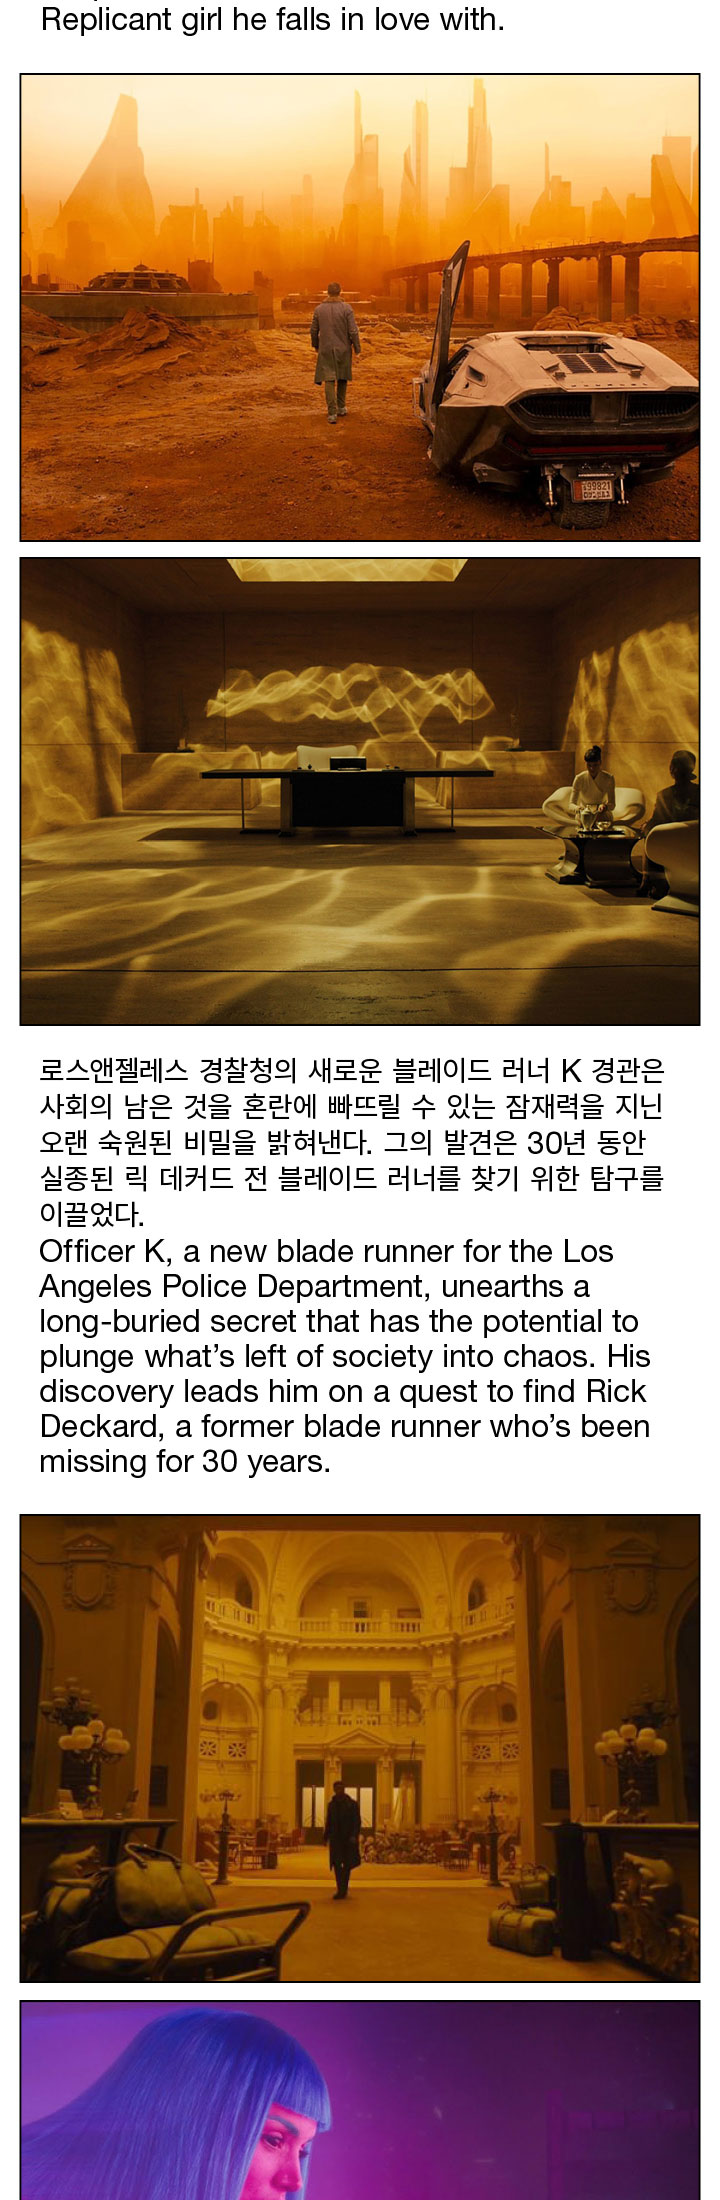 Replicant girl he falls in love with.
로스앤젤레스 경찰청의 새로운 블레이드 러너 K 경관은
사회의 남은 것을 혼란에 빠뜨릴 수 있는 잠재력을 지닌
오랜 숙원된 비밀을 밝혀낸다. 그의 발견은 30년 동안
실종된 릭 데커드 전 블레이드 러너를 찾기 위한 탐구를
이끌었다.
Officer K, a new blade runner for the Los
Angeles Police Department, unearths a
long-buried secret that has the potential to
plunge what’s left of society into chaos. His
discovery leads him on a quest to find Rick
Deckard, a former blade runner who’s been
missing for 30 years.